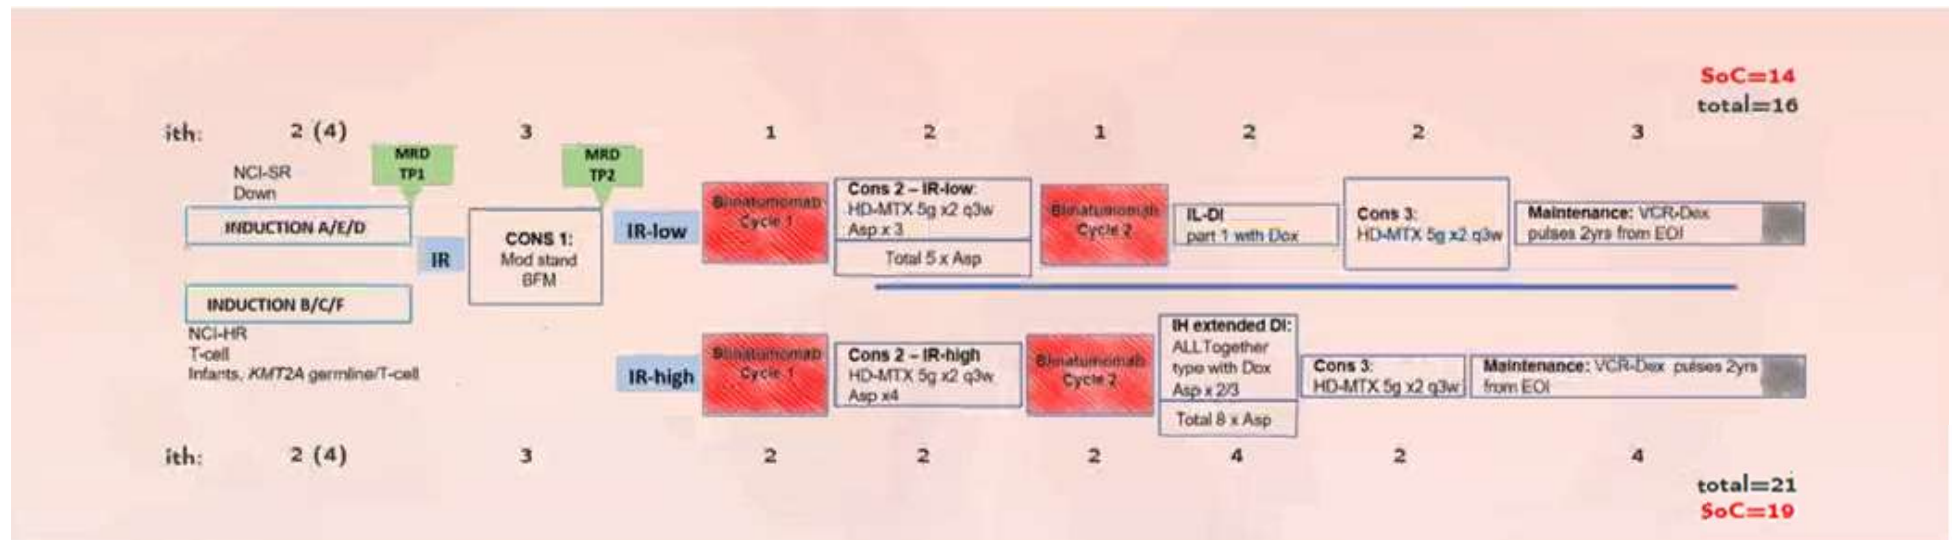 SoC=14
total=16
ith: 2 (4) 3 1 2 1 2 2 3
MRD
TP1
MRD
TP2
NCI-SR
Down
INDUCTION A/E/D
IR
CONS 1:
Mod stand
BFM
INDUCTION B/C/F
NCI-HR
T-cell
Infants, KMT2A germline/T-cell
IR-low
Blinatumomab
Cycle 1
Cons 2 – IR-low:
HD-MTX 5g x2 q3w
Asp x 3
Total 5 x Asp
Blinatumomab
Cycle 2
IL-DI
part 1 with Dox
Cons 3:
HD-MTX 5g x2 q3w
Maintenance: VCR-Dex
pulses 2yrs from EOI
IR-high
Blinatumomab
Cycle 1
Cons 2 – IR-high
HD-MTX 5g x2 q3w
Asp x4
Blinatumomab
Cycle 2
IH extended DI:
ALLTogether
type with Dox
Asp x 2/3
Total 8 x Asp
Cons 3:
HD-MTX 5g x2 q3w
Maintenance: VCR-Dex pulses 2yrs
from EOI
ith: 2 (4) 3 2 2 2 4 2 4
total=21
SoC=19